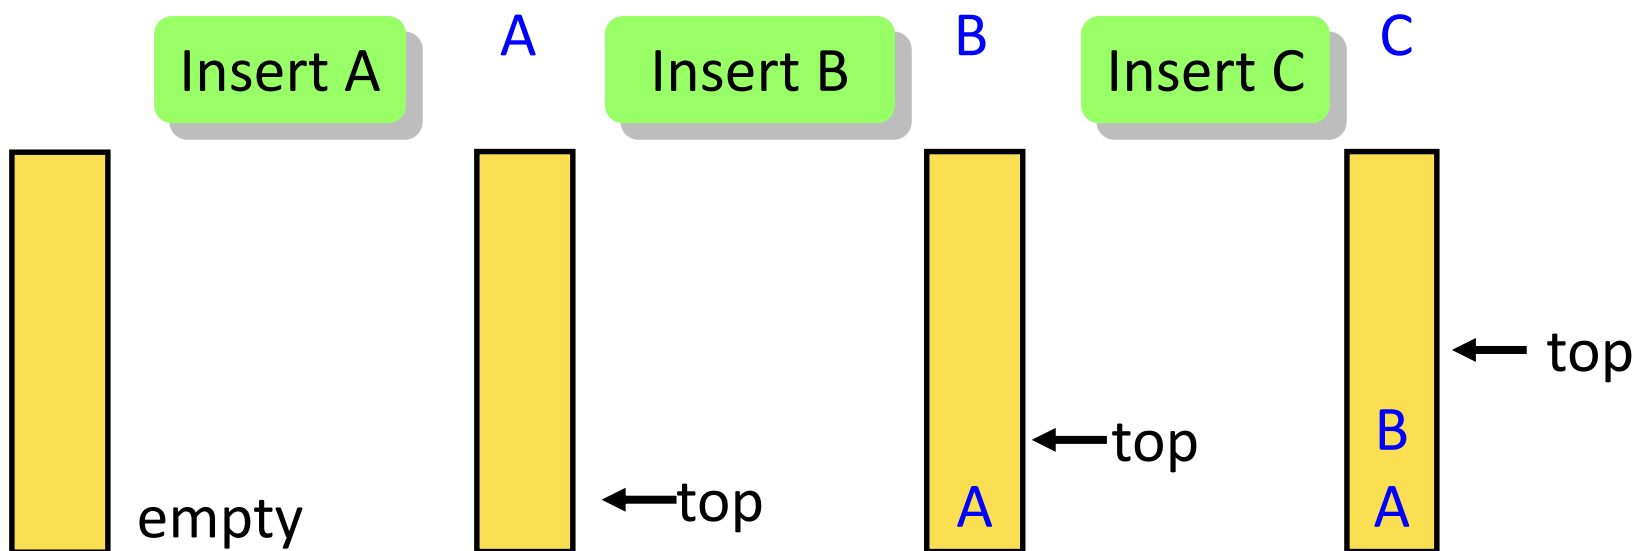 Insert A
A
Insert B
B
Insert C
C
top
B
top
A
A
top
empty